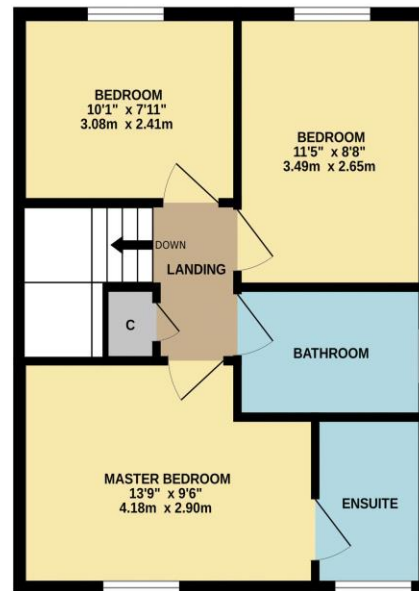 BEDROOM
10'1" x 7'11"
3.08m x 2.41m
BEDROOM
11'5" x 8'8"
3.49m x 2.65m
DOWN
LANDING
C
BATHROOM
MASTER BEDROOM
13'9" x 9'6"
4.18m x 2.90m
ENSUITE